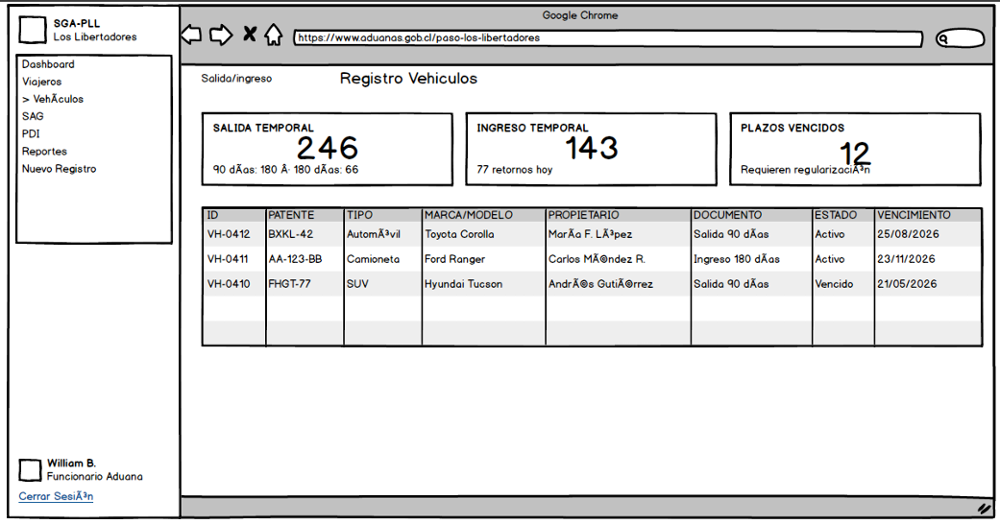 Google Chrome
https://www.aduanas.gob.cl/paso-los-libertadores
SGA-PLL
Los Libertadores
Dashboard
Viajeros
> VehÃculos
SAG
PDI
Reportes
Nuevo Registro
William B.
Funcionario Aduana
Cerrar SesiÃ³n
Salida/ingreso
Registro Vehiculos
SALIDA TEMPORAL
246
90 dÃas: 180 Â· 180 dÃas: 66
INGRESO TEMPORAL
143
77 retornos hoy
PLAZOS VENCIDOS
12
Requieren regularizaciÃ³n
ID PATENTE TIPO MARCA/MODELO PROPIETARIO DOCUMENTO ESTADO VENCIMIENTO
VH-0412 BXKL-42 AutomÃ³vil Toyota Corolla MarÃa F. LÃ³pez Salida 90 dÃas Activo 25/08/2026
VH-0411 AA-123-BB Camioneta Ford Ranger Carlos MÃ©ndez R. Ingreso 180 dÃas Activo 23/11/2026
VH-0410 FHGT-77 SUV Hyundai Tucson AndrÃ©s GutiÃ©rrez Salida 90 dÃas Vencido 21/05/2026